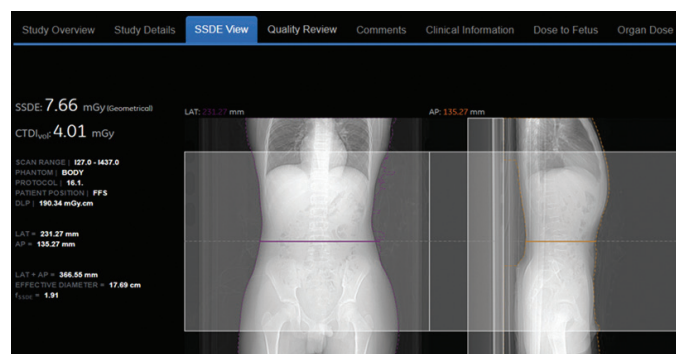 Study Overview Study Details SSDE View Quality Review Comments Clinical Information Dose to Fetus Organ Dose
SSDE: 7.66 mGy (Geometrical)
CTDIvol: 4.01 mGy
LAT: 231.27 mm AP: 135.27 mm
SCAN RANGE | I27.0 - I437.0
PHANTOM | BODY
PROTOCOL | 16.1.
PATIENT POSITION | FFS
DLP | 190.34 mGy.cm
LAT = 231.27 mm
AP = 135.27 mm
LAT + AP = 366.55 mm
EFFECTIVE DIAMETER = 17.69 cm
fSSDE = 1.91